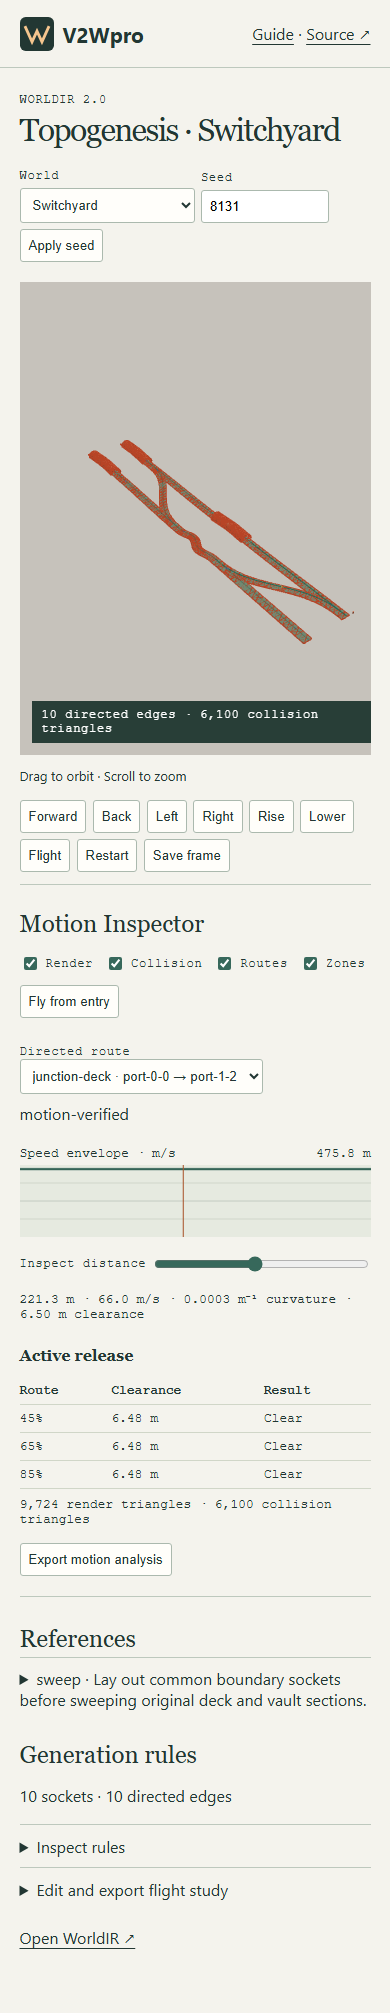 V2Wpro
Guide · Source ↗
WORLDIR 2.0
Topogenesis · Switchyard
World
Seed
Switchyard
8131
Apply seed
10 directed edges · 6,100 collision
triangles
Drag to orbit · Scroll to zoom
Forward Back Left Right Rise Lower
Flight Restart Save frame
Motion Inspector
Render Collision Routes Zones
Fly from entry
Directed route
junction-deck · port-0-0 → port-1-2
motion-verified
Speed envelope · m/s 475.8 m
Inspect distance
221.3 m · 66.0 m/s · 0.0003 m⁻¹ curvature ·
6.50 m clearance
Active release
Route Clearance Result
45% 6.48 m Clear
65% 6.48 m Clear
85% 6.48 m Clear
9,724 render triangles · 6,100 collision
triangles
Export motion analysis
References
▶ sweep · Lay out common boundary sockets
before sweeping original deck and vault sections.
Generation rules
10 sockets · 10 directed edges
▶ Inspect rules
▶ Edit and export flight study
Open WorldIR ↗